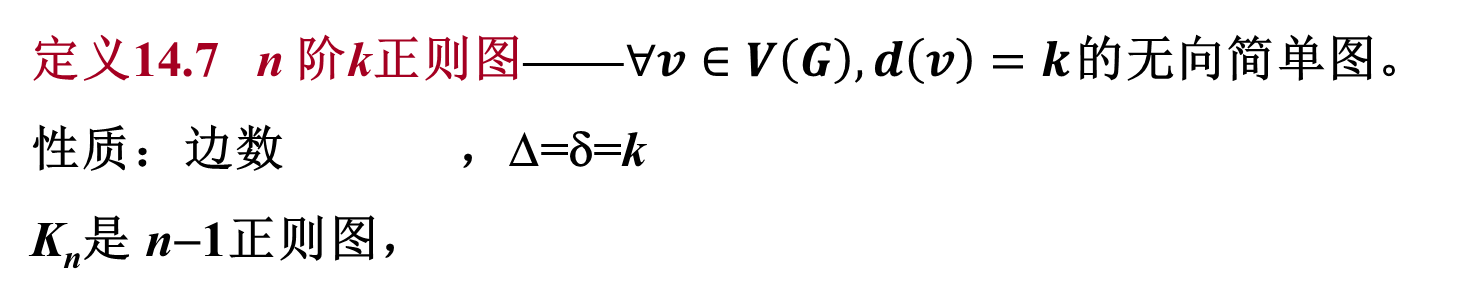 定义14.7 n 阶k正则图——∀v ∈ V(G), d(v) = k的无向简单图。
性质：边数 ，Δ=δ=k
Kₙ是 n−1正则图，